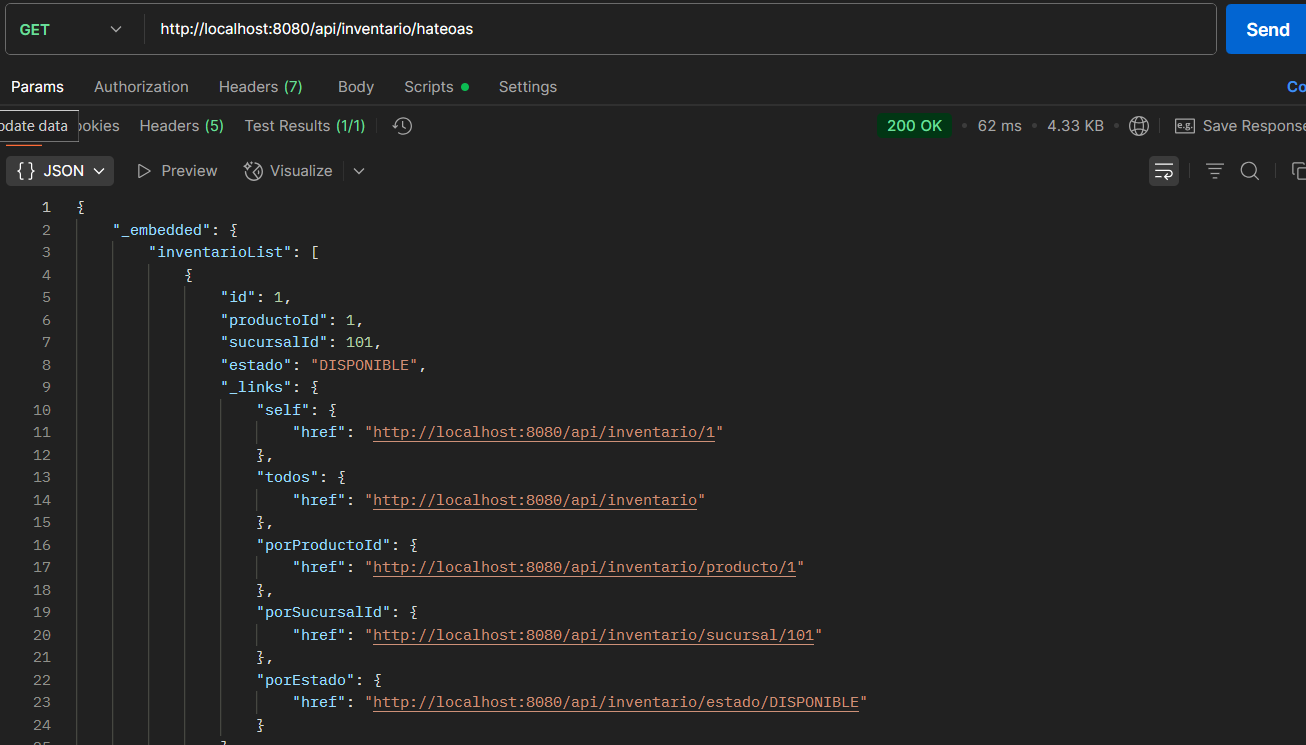 GET http://localhost:8080/api/inventario/hateoas Send
Params Authorization Headers (7) Body Scripts Settings
pdate data ookies Headers (5) Test Results (1/1) 200 OK • 62 ms • 4.33 KB • e.g. Save Response
{} JSON Preview Visualize
1 {
2 "_embedded": {
3 "inventarioList": [
4 {
5 "id": 1,
6 "productoId": 1,
7 "sucursalId": 101,
8 "estado": "DISPONIBLE",
9 "_links": {
10 "self": {
11 "href": "http://localhost:8080/api/inventario/1"
12 },
13 "todos": {
14 "href": "http://localhost:8080/api/inventario"
15 },
16 "porProductoId": {
17 "href": "http://localhost:8080/api/inventario/producto/1"
18 },
19 "porSucursalId": {
20 "href": "http://localhost:8080/api/inventario/sucursal/101"
21 },
22 "porEstado": {
23 "href": "http://localhost:8080/api/inventario/estado/DISPONIBLE"
24 }